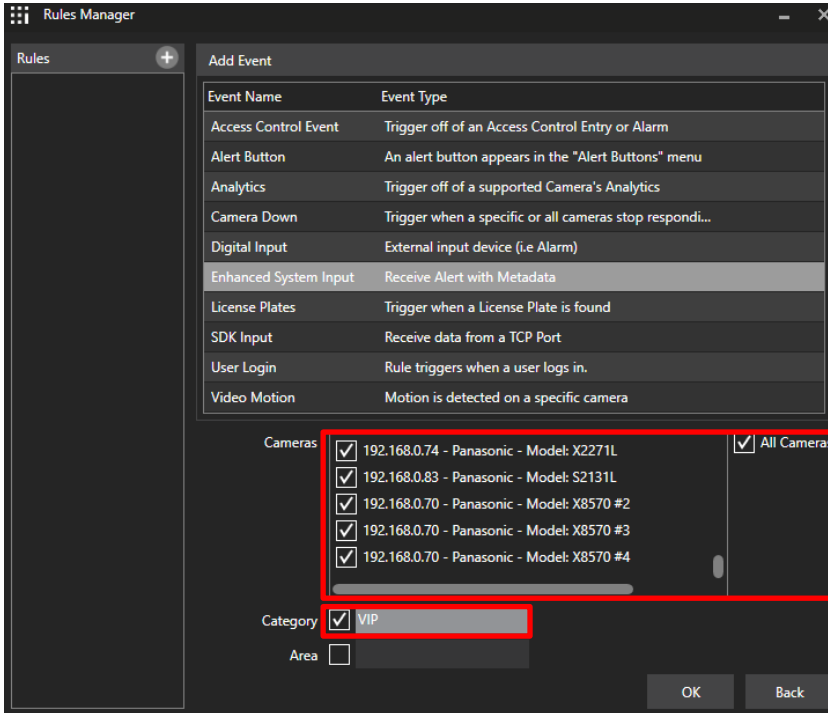 Rules Manager
Rules
Add Event
Event Name Event Type
Access Control Event Trigger off of an Access Control Entry or Alarm
Alert Button An alert button appears in the "Alert Buttons" menu
Analytics Trigger off of a supported Camera's Analytics
Camera Down Trigger when a specific or all cameras stop respondi...
Digital Input External input device (i.e Alarm)
Enhanced System Input Receive Alert with Metadata
License Plates Trigger when a License Plate is found
SDK Input Receive data from a TCP Port
User Login Rule triggers when a user logs in.
Video Motion Motion is detected on a specific camera
Cameras 192.168.0.74 - Panasonic - Model: X2271L All Cameras
192.168.0.83 - Panasonic - Model: S2131L
192.168.0.70 - Panasonic - Model: X8570 #2
192.168.0.70 - Panasonic - Model: X8570 #3
192.168.0.70 - Panasonic - Model: X8570 #4
Category VIP
Area
OK Back